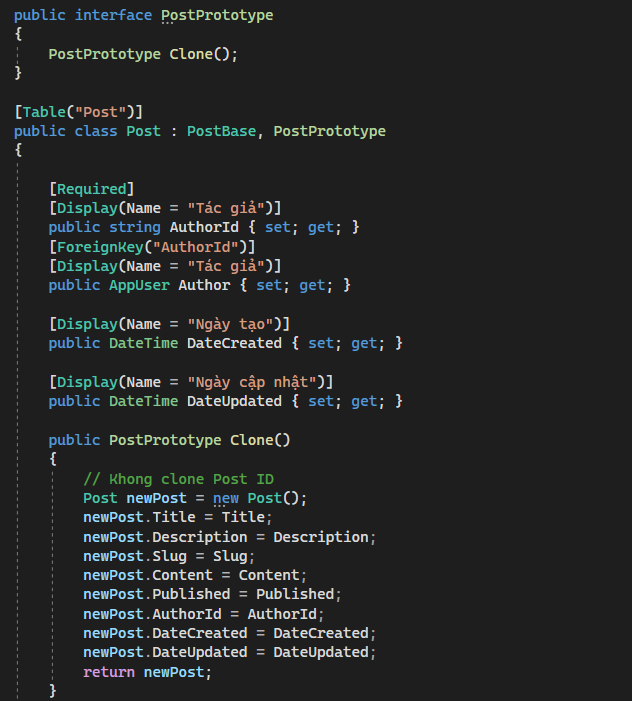 public interface PostPrototype
{
    PostPrototype Clone();
}

[Table("Post")]
public class Post : PostBase, PostPrototype
{

    [Required]
    [Display(Name = "Tác giả")]
    public string AuthorId { set; get; }
    [ForeignKey("AuthorId")]
    [Display(Name = "Tác giả")]
    public AppUser Author { set; get; }

    [Display(Name = "Ngày tạo")]
    public DateTime DateCreated { set; get; }

    [Display(Name = "Ngày cập nhật")]
    public DateTime DateUpdated { set; get; }

    public PostPrototype Clone()
    {
        // Khong clone Post ID
        Post newPost = new Post();
        newPost.Title = Title;
        newPost.Description = Description;
        newPost.Slug = Slug;
        newPost.Content = Content;
        newPost.Published = Published;
        newPost.AuthorId = AuthorId;
        newPost.DateCreated = DateCreated;
        newPost.DateUpdated = DateUpdated;
        return newPost;
    }